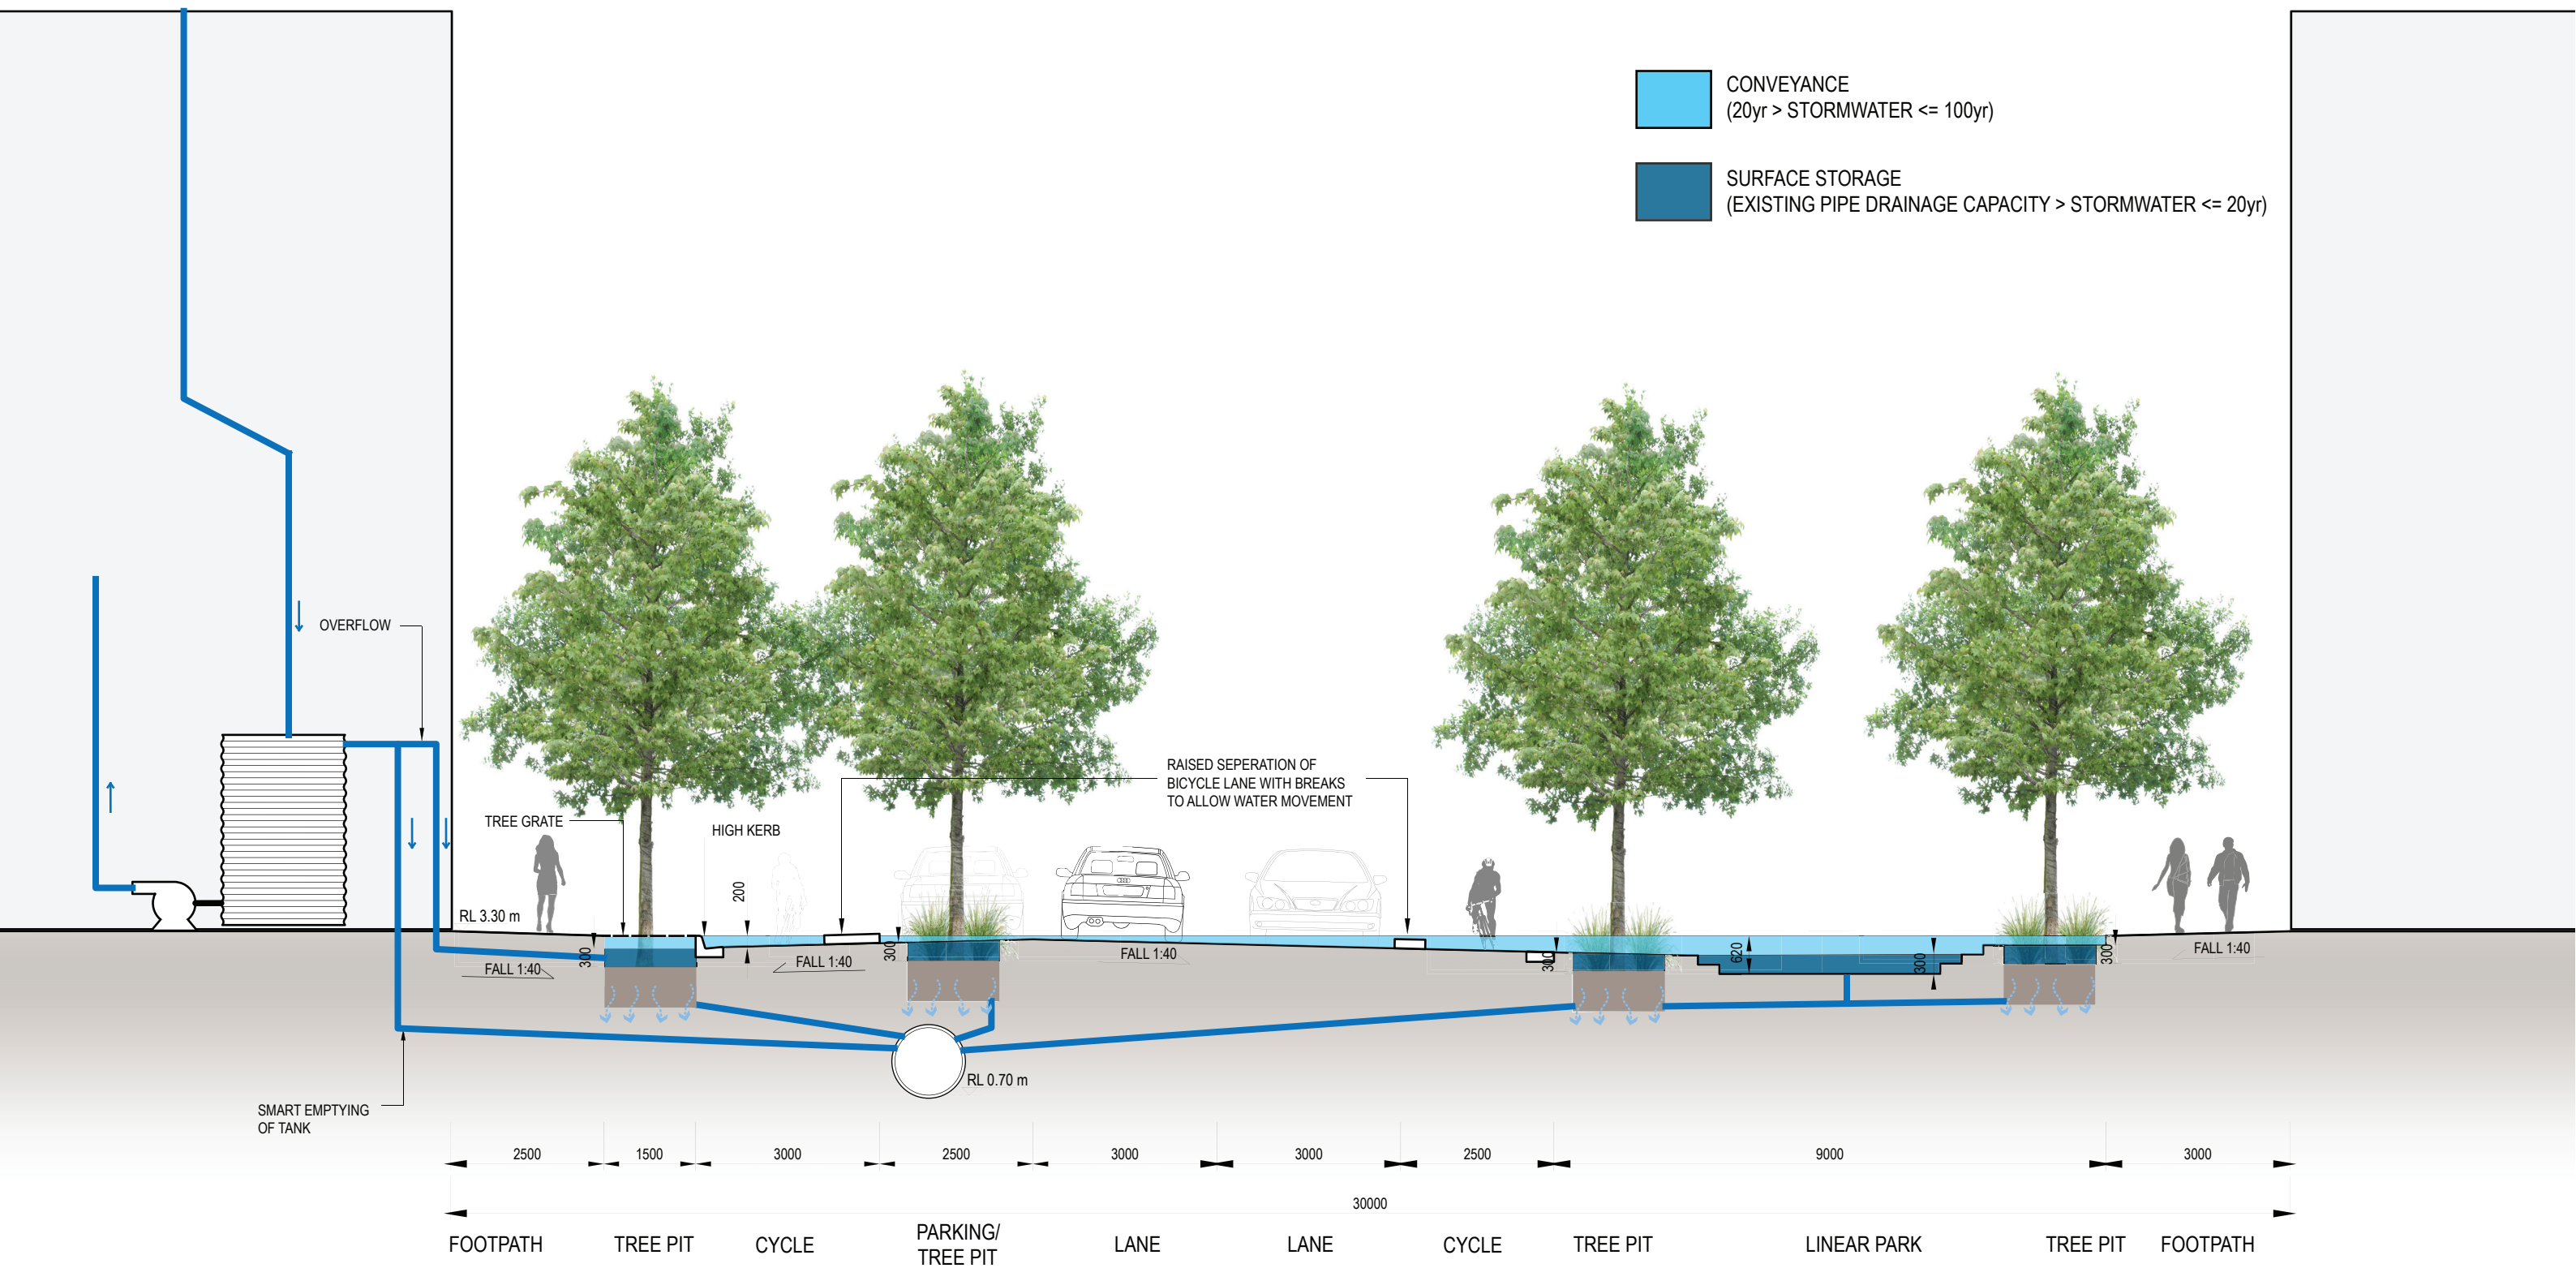 CONVEYANCE
(20yr > STORMWATER <= 100yr)
SURFACE STORAGE
(EXISTING PIPE DRAINAGE CAPACITY > STORMWATER <= 20yr)
OVERFLOW
RAISED SEPERATION OF
BICYCLE LANE WITH BREAKS
TO ALLOW WATER MOVEMENT
TREE GRATE
HIGH KERB
200
RL 3.30 m
300
FALL 1:40
FALL 1:40
300
FALL 1:40
300
620
300
300
FALL 1:40
RL 0.70 m
SMART EMPTYING
OF TANK
2500
1500
3000
2500
3000
3000
2500
9000
3000
30000
FOOTPATH
TREE PIT
CYCLE
PARKING/
TREE PIT
LANE
LANE
CYCLE
TREE PIT
LINEAR PARK
TREE PIT
FOOTPATH